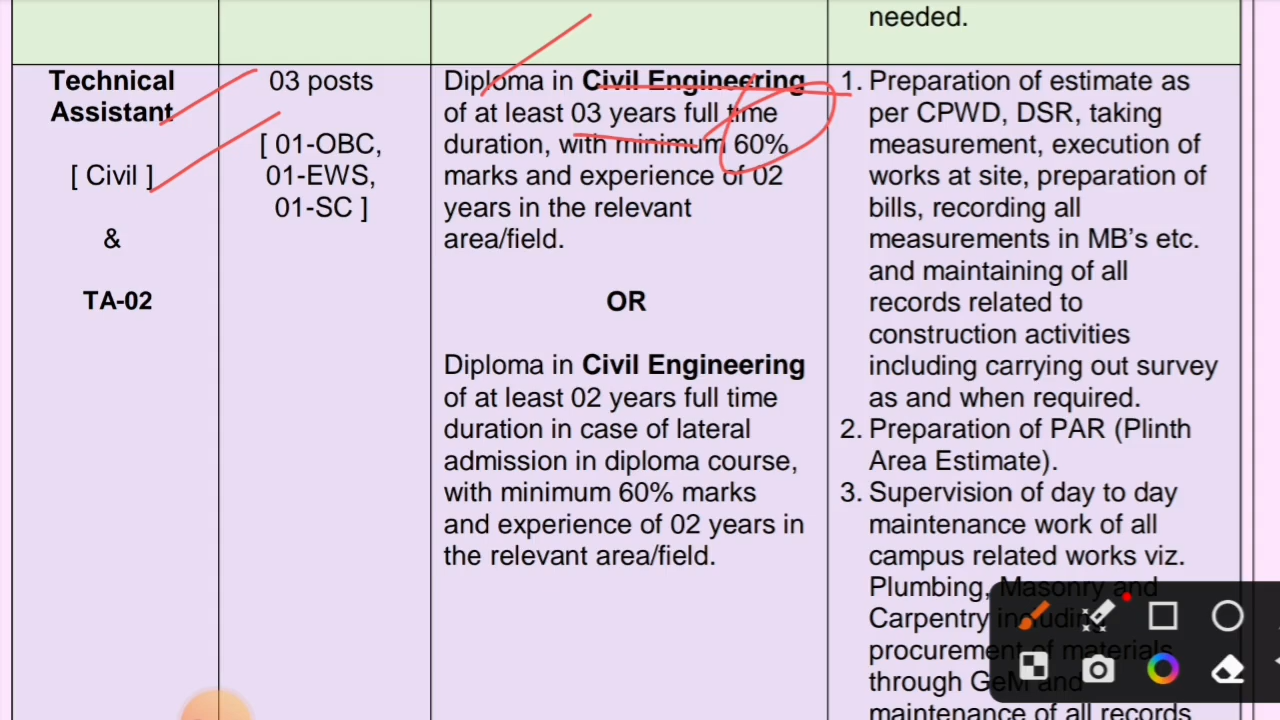 needed.
Technical
Assistant
[ Civil ]
&
TA-02
03 posts
[ 01-OBC,
01-EWS,
01-SC ]
Diploma in Civil Engineering
of at least 03 years full time
duration, with minimum 60%
marks and experience of 02
years in the relevant
area/field.
OR
Diploma in Civil Engineering
of at least 02 years full time
duration in case of lateral
admission in diploma course,
with minimum 60% marks
and experience of 02 years in
the relevant area/field.
1. Preparation of estimate as
per CPWD, DSR, taking
measurement, execution of
works at site, preparation of
bills, recording all
measurements in MB's etc.
and maintaining of all
records related to
construction activities
including carrying out survey
as and when required.
2. Preparation of PAR (Plinth
Area Estimate).
3. Supervision of day to day
maintenance work of all
campus related works viz.
Plumbing, Masonry and
Carpentry including
procurement of materials
through GeM and
maintenance of all records